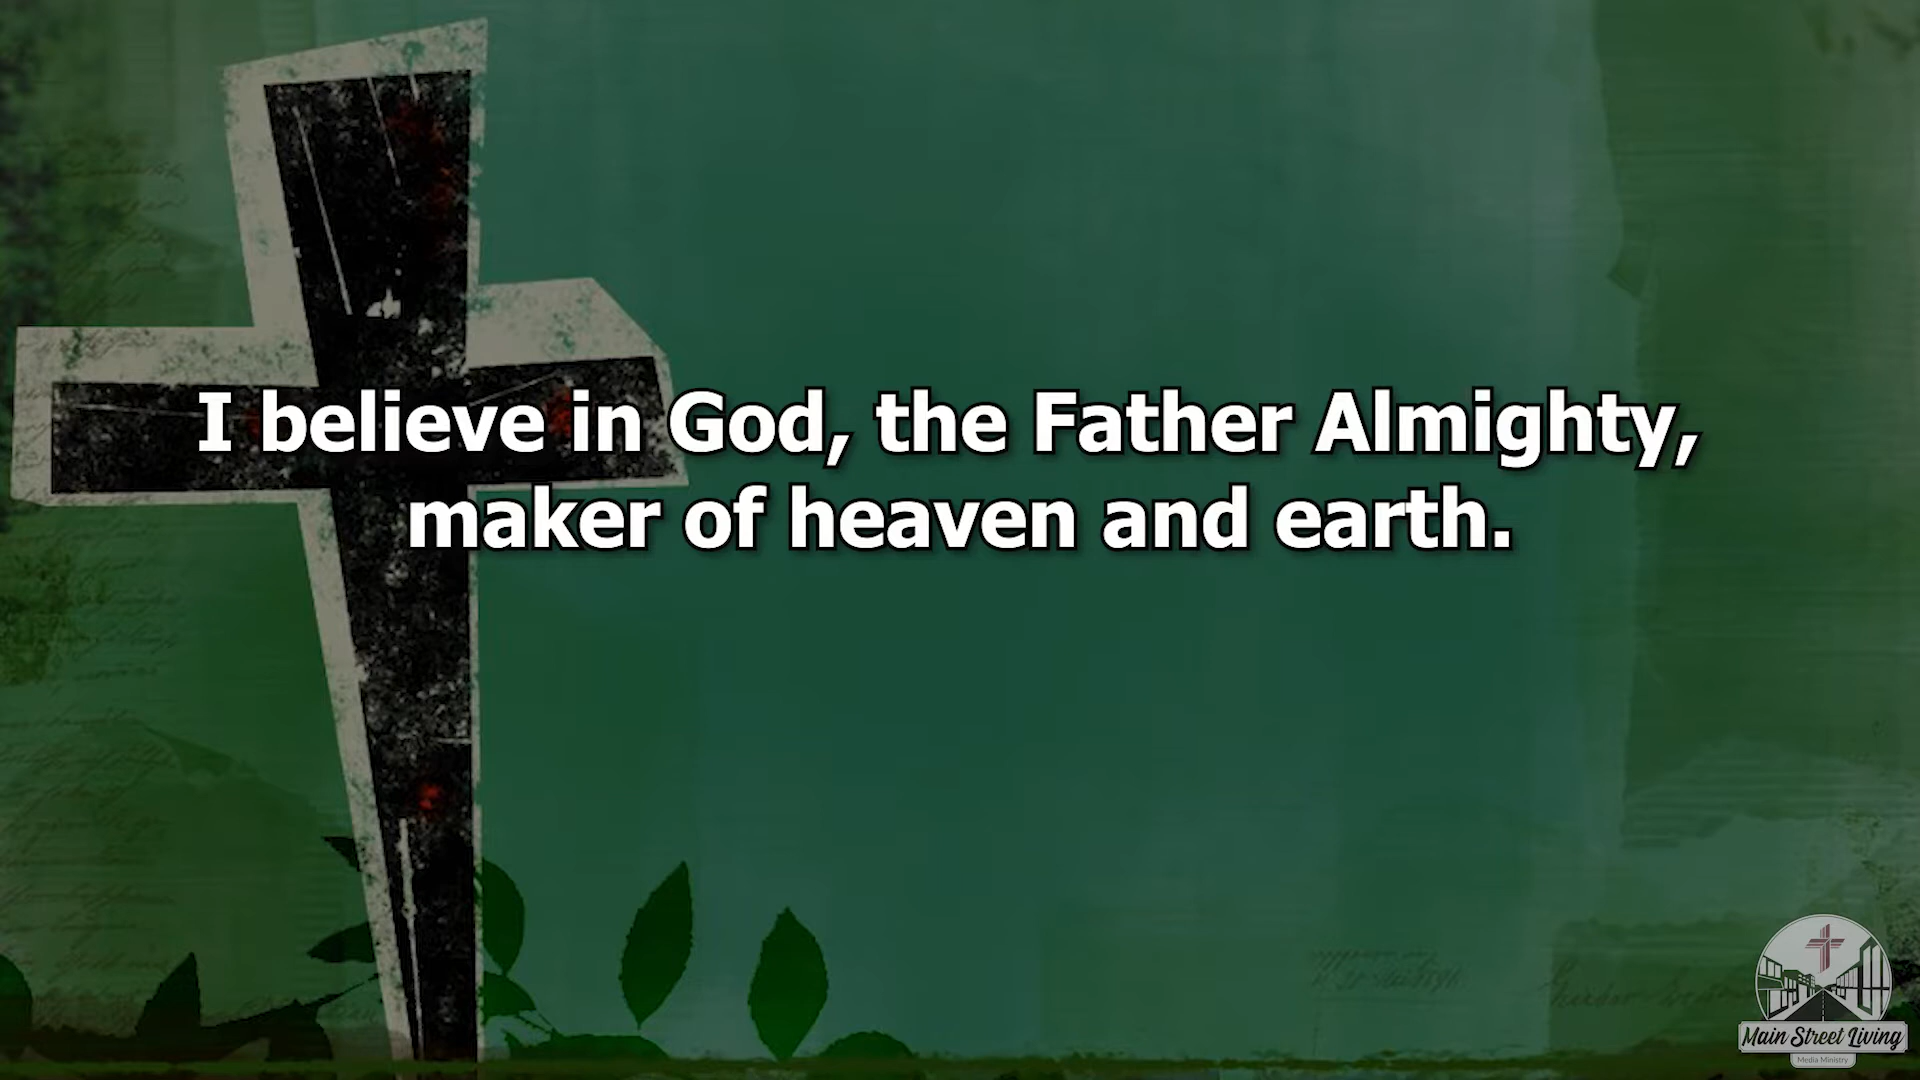 I believe in God, the Father Almighty,
maker of heaven and earth.
Main Street Living
Media Ministry